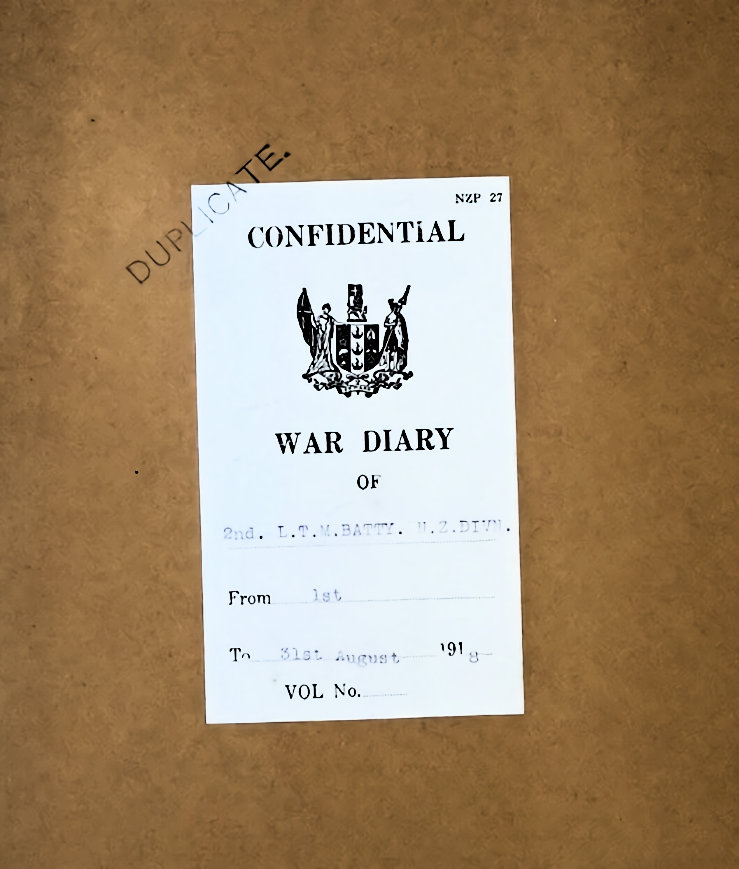 DUPLICATE.
NZP 27
CONFIDENTIAL
WAR DIARY
OF
2nd. L.T.M.BATTY. N.Z.DIVN.
From 1st
To 31st August 1918
VOL No.